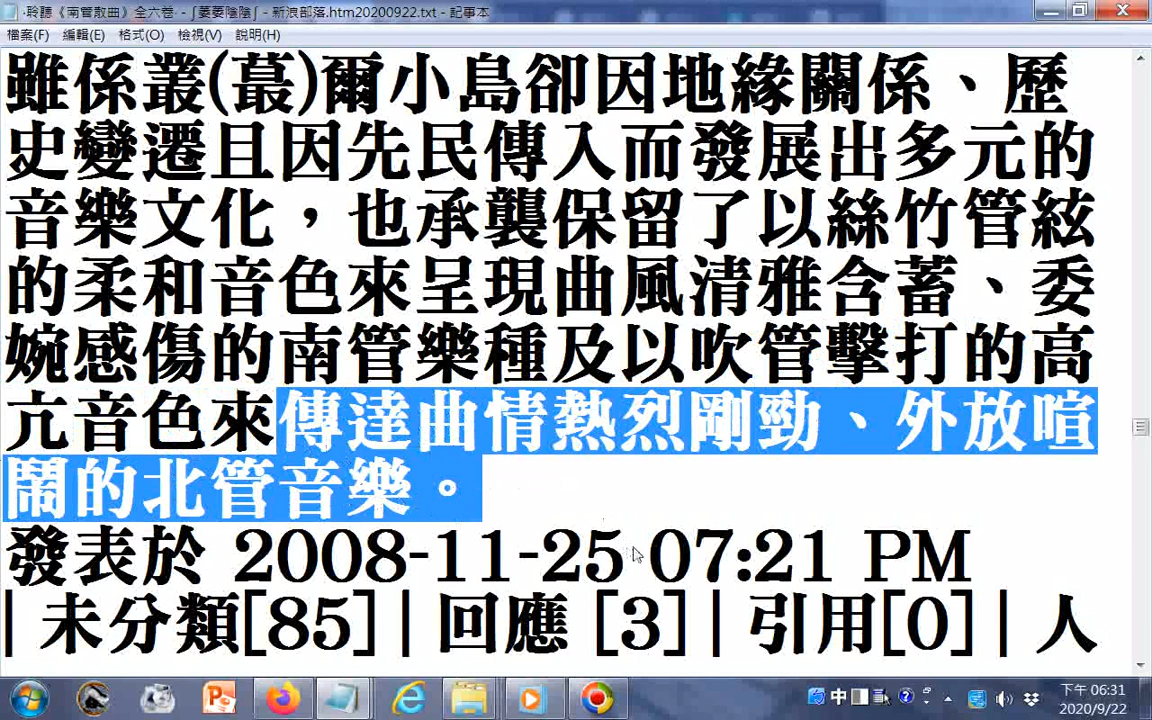 ·聆聽《南管散曲》全六巷· - ∫萋萋陰陰∫ - 新浪部落.htm20200922.txt - 記事本
檔案(F) 編輯(E) 格式(O) 檢視(V) 說明(H)
雖係叢(蕞)爾小島卻因地緣關係、歷
史變遷且因先民傳入而發展出多元的
音樂文化，也承襲保留了以絲竹管絃
的柔和音色來呈現曲風清雅含蓄、委
婉感傷的南管樂種及以吹管擊打的高
亢音色來傳達曲情熱烈剛勁、外放喧
鬧的北管音樂。
發表於 2008-11-25 07:21 PM
| 未分類[85] | 回應 [3] | 引用[0] | 人
中
下午 06:31
2020/9/22